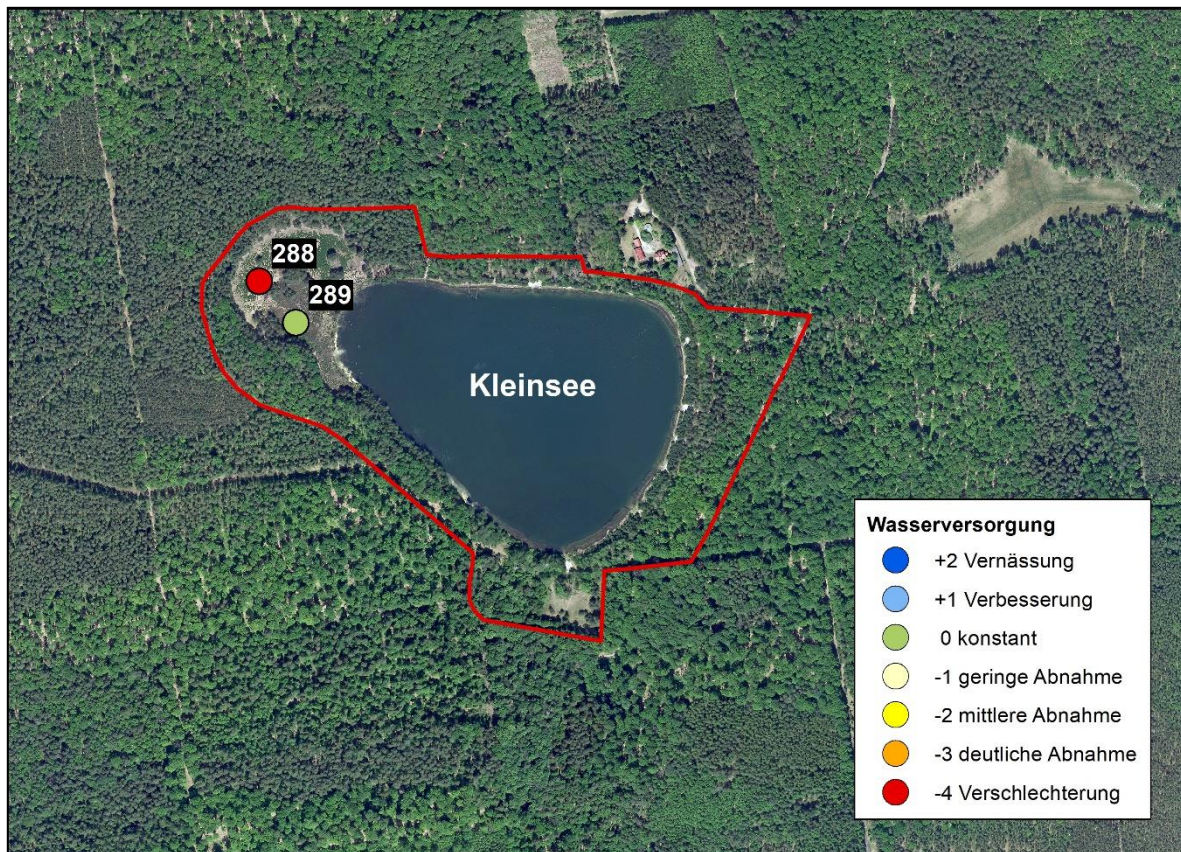 288
289
Kleinsee
Wasserversorgung
+2 Vernässung
+1 Verbesserung
0 konstant
-1 geringe Abnahme
-2 mittlere Abnahme
-3 deutliche Abnahme
-4 Verschlechterung